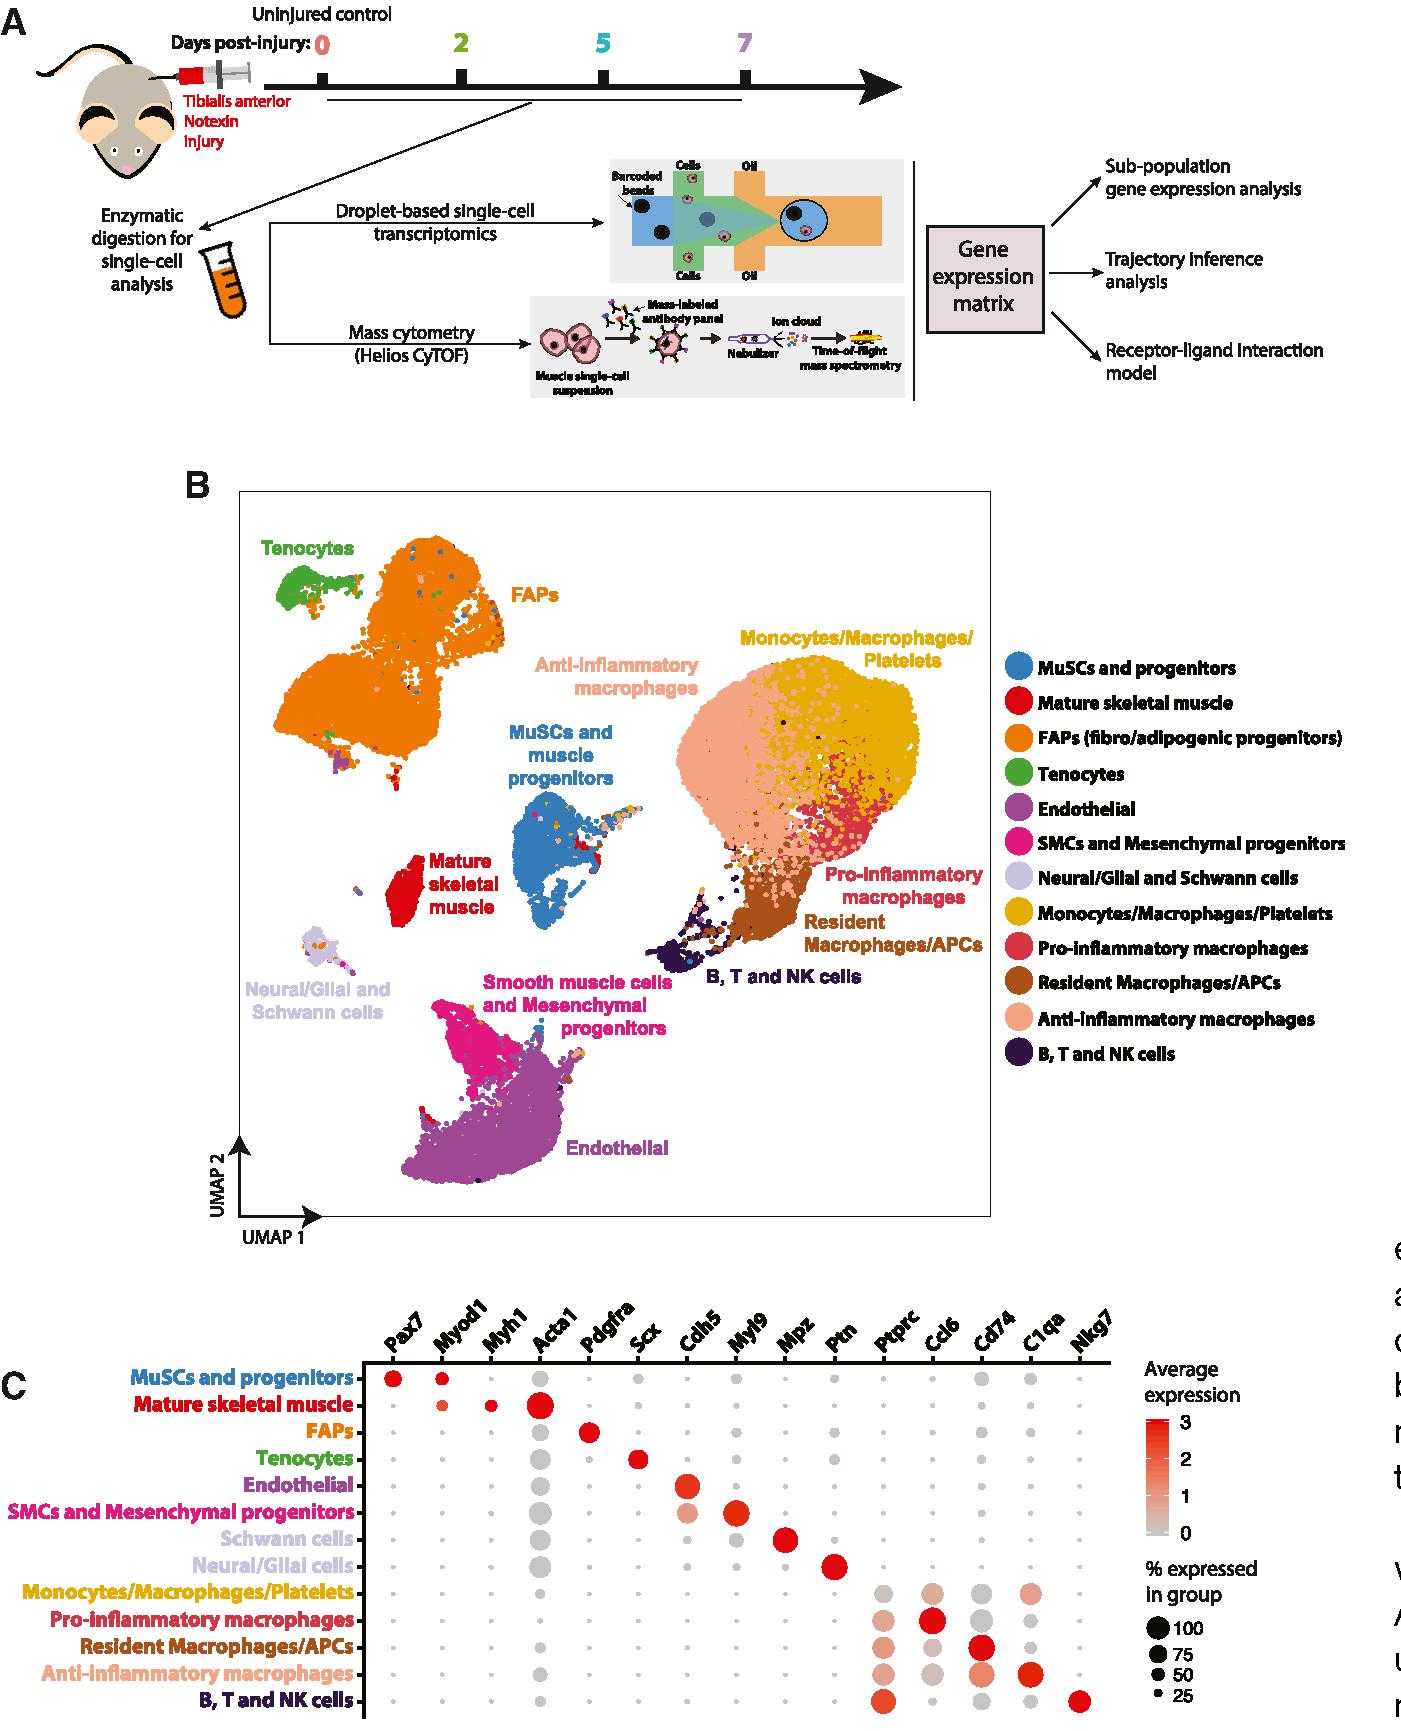 A
Uninjured control
Days post-injury: 0 2 5 7
Tibialis anterior
Notexin
injury
Enzymatic
digestion for
single-cell
analysis
Droplet-based single-cell
transcriptomics
Barcoded
beads
Cells
Oil
Cells
Oil
Mass cytometry
(Helios CyTOF)
Mass-labeled
antibody panel
Ion cloud
Nebulizer
Time-of-flight
mass spectrometry
Muscle single-cell
suspension
Gene
expression
matrix
Sub-population
gene expression analysis
Trajectory inference
analysis
Receptor-ligand interaction
model
B
Tenocytes
FAPs
Monocytes/Macrophages/
Platelets
Anti-inflammatory
macrophages
MuSCs and
muscle
progenitors
Mature
skeletal
muscle
Pro-inflammatory
macrophages
Resident
Macrophages/APCs
B, T and NK cells
Neural/Glial and
Schwann cells
Smooth muscle cells
and Mesenchymal
progenitors
Endothelial
UMAP 2
UMAP 1
MuSCs and progenitors
Mature skeletal muscle
FAPs (fibro/adipogenic progenitors)
Tenocytes
Endothelial
SMCs and Mesenchymal progenitors
Neural/Glial and Schwann cells
Monocytes/Macrophages/Platelets
Pro-inflammatory macrophages
Resident Macrophages/APCs
Anti-inflammatory macrophages
B, T and NK cells
C
Pax7 Myod1 Myh1 Acta1 Pdgfra Scx Cdh5 Myl9 Mpz Ptn Ptprc Ccl6 Cd74 C1qa Nkg7
MuSCs and progenitors
Mature skeletal muscle
FAPs
Tenocytes
Endothelial
SMCs and Mesenchymal progenitors
Schwann cells
Neural/Glial cells
Monocytes/Macrophages/Platelets
Pro-inflammatory macrophages
Resident Macrophages/APCs
Anti-inflammatory macrophages
B, T and NK cells
Average
expression
3
2
1
0
% expressed
in group
100
75
50
25